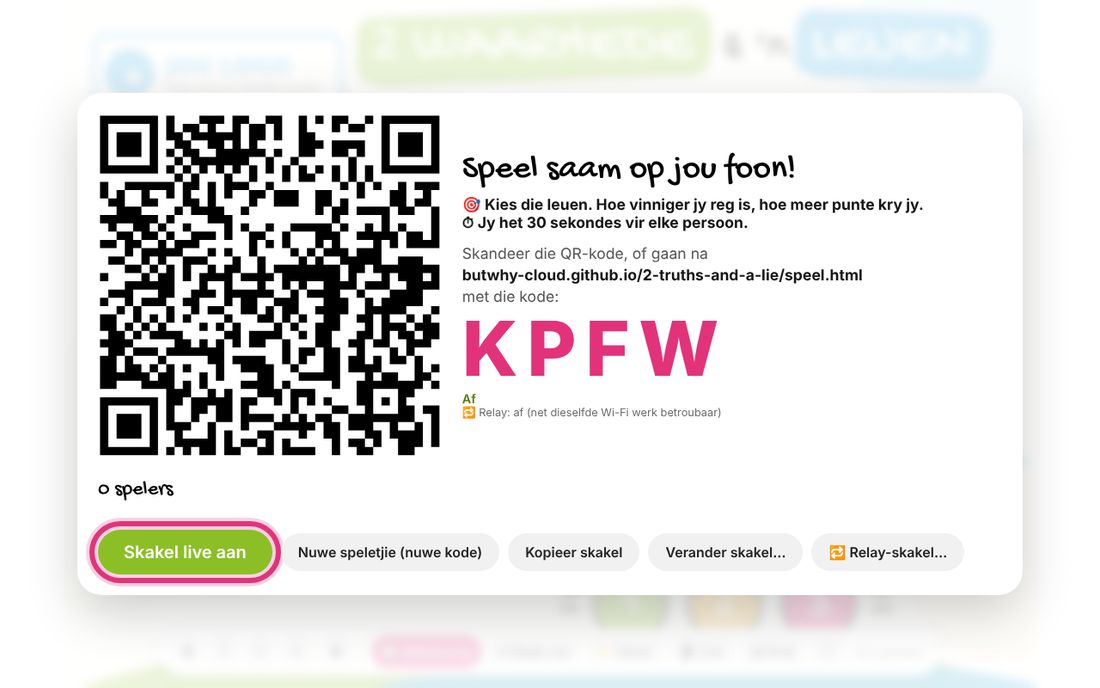 2 WAARHEDE & 'n LIEUEN
Speel saam op jou foon!
🎯 Kies die leuen. Hoe vinniger jy reg is, hoe meer punte kry jy.
⏱ Jy het 30 sekondes vir elke persoon.
Skandeer die QR-kode, of gaan na
butwhy-cloud.github.io/2-truths-and-a-lie/speel.html
met die kode:
KPFW
Af
🔁 Relay: af (net dieselfde Wi-Fi werk betroubaar)
0 spelers
Skakel live aan
Nuwe speletjie (nuwe kode)
Kopieer skakel
Verander skakel...
🔁 Relay-skakel...